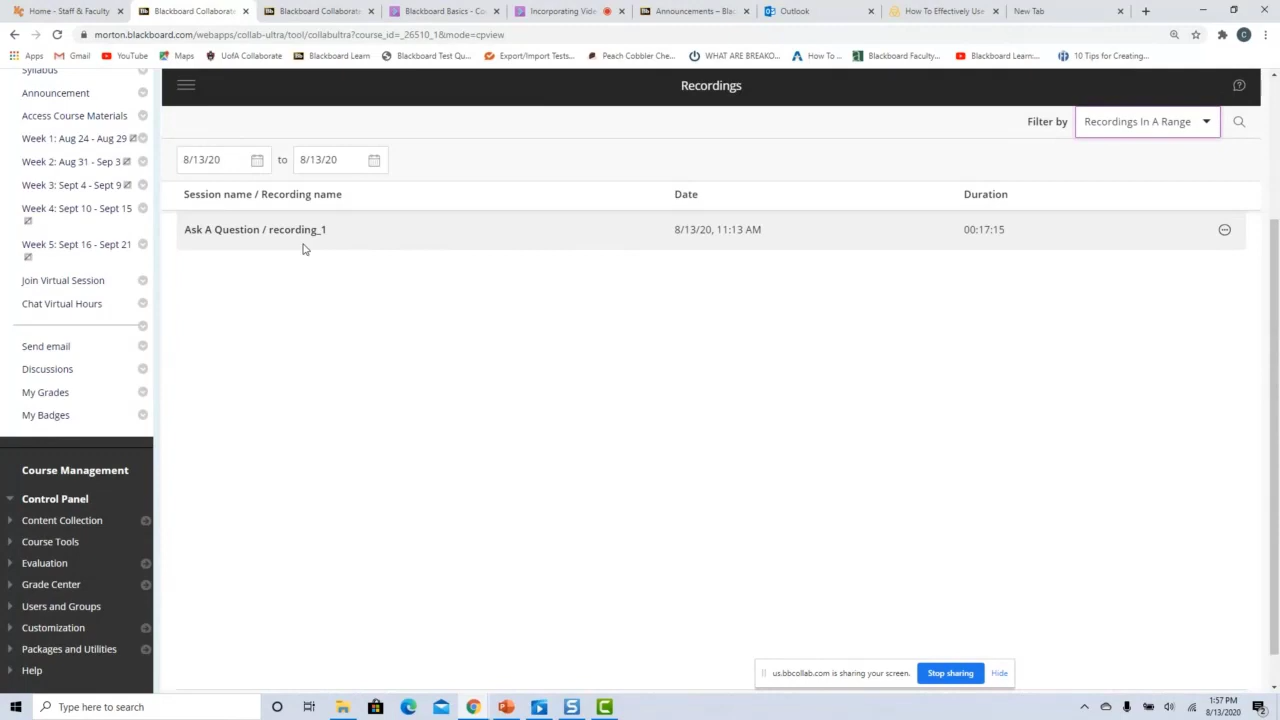 Blackboard Collaborat
Blackboard Collaborate
Blackboard Basics - Co
Incorporating Vide
Announcements – Bla
Outlook
How To Effectively Use
New Tab
Home - Staff & Faculty
morton.blackboard.com/webapps/collab-ultra/tool/collabultra?course_id=_26510_1&mode=cpview
Apps
Gmail
YouTube
Maps
UofA Collaborate
Blackboard Learn
Blackboard Test Qu...
Export/Import Tests...
Peach Cobbler Che...
WHAT ARE BREAKO...
How To ...
Blackboard Faculty...
Blackboard Learn:...
10 Tips for Creating...
Syllabus
Announcement
Access Course Materials
Week 1: Aug 24 - Aug 29
Week 2: Aug 31 - Sep 3
Week 3: Sept 4 - Sept 9
Week 4: Sept 10 - Sept 15
Week 5: Sept 16 - Sept 21
Join Virtual Session
Chat Virtual Hours
Send email
Discussions
My Grades
My Badges
Course Management
Control Panel
Content Collection
Course Tools
Evaluation
Grade Center
Users and Groups
Customization
Packages and Utilities
Help
Recordings
Filter by Recordings In A Range
8/13/20 to 8/13/20
Session name / Recording name Date Duration
Ask A Question / recording_1 8/13/20, 11:13 AM 00:17:15
us.bbcollab.com is sharing your screen. Stop sharing Hide
Type here to search
1:57 PM
8/13/2020